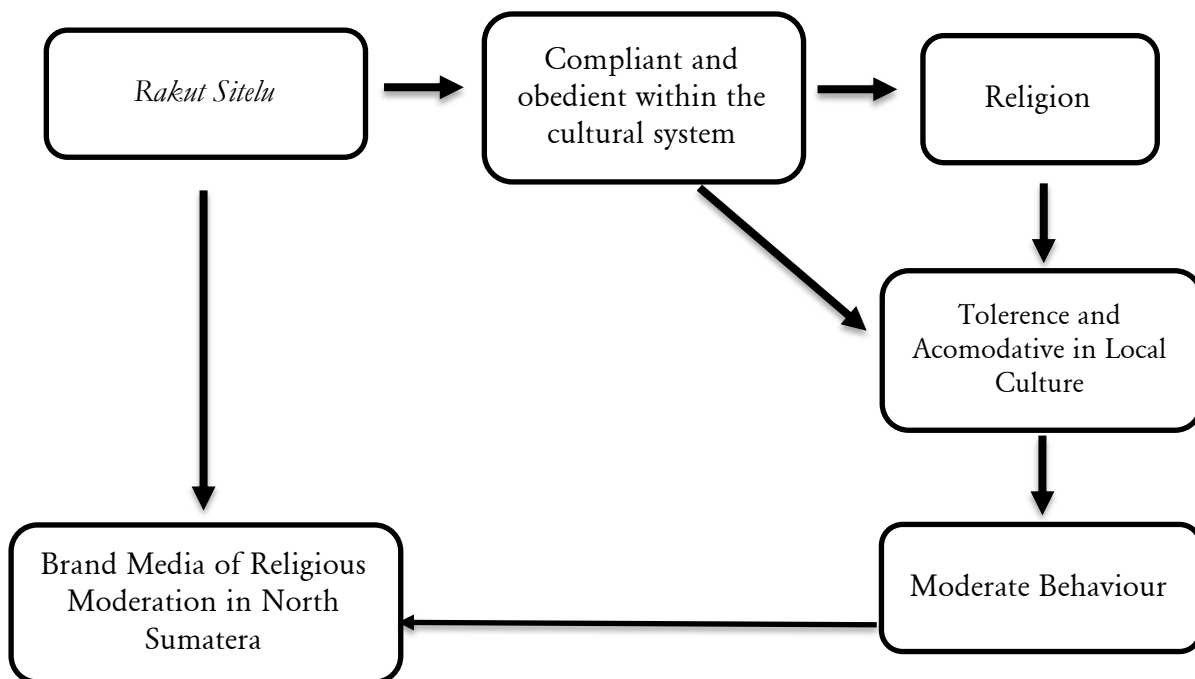 Rakut Sitelu
Compliant and
obedient within the
cultural system
Religion
Tolerence and
Acomodative in Local
Culture
Brand Media of Religious
Moderation in North
Sumatera
Moderate Behaviour